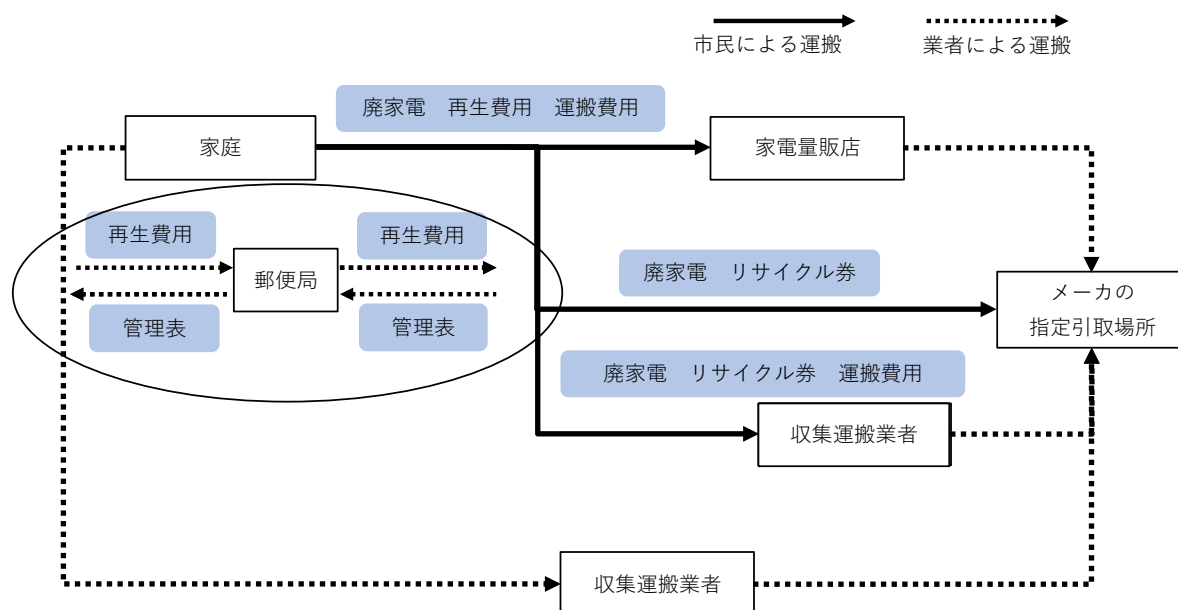 市民による運搬
業者による運搬
廃家電 再生費用 運搬費用
家庭
家電量販店
再生費用
再生費用
郵便局
管理表
管理表
廃家電 リサイクル券
メーカの
指定引取場所
廃家電 リサイクル券 運搬費用
収集運搬業者
収集運搬業者